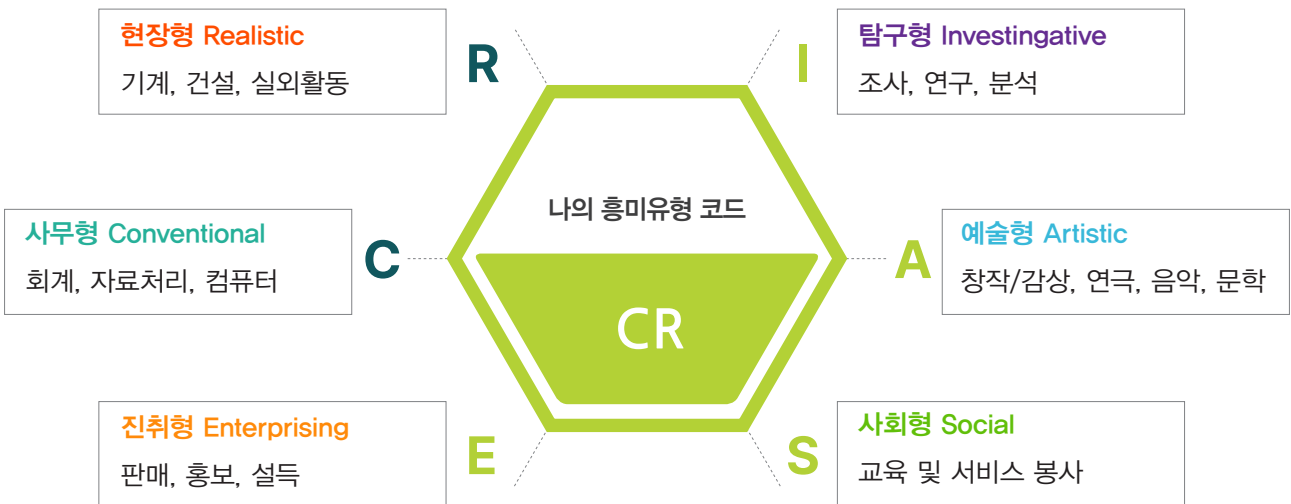 현장형 Realistic
기계, 건설, 실외활동
R
I
탐구형 Investingative
조사, 연구, 분석
사무형 Conventional
회계, 자료처리, 컴퓨터
C
나의 흥미유형 코드
CR
A
예술형 Artistic
창작/감상, 연극, 음악, 문학
진취형 Enterprising
판매, 홍보, 설득
E
S
사회형 Social
교육 및 서비스 봉사